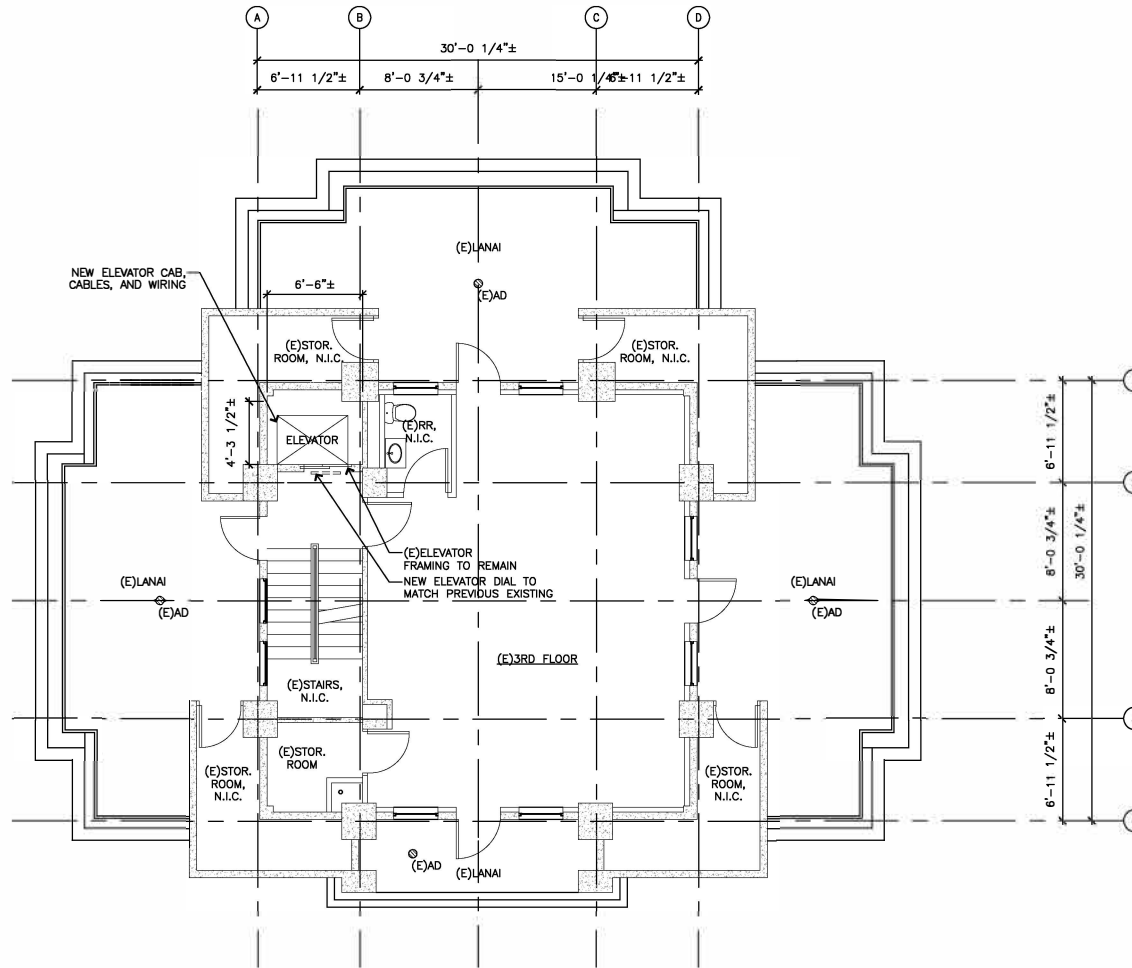 A
B
C
D
30'-0 1/4"±
6'-11 1/2"±
8'-0 3/4"±
15'-0 1/4"±
6'-11 1/2"±
(E)LANAI
NEW ELEVATOR CAB,
CABLES, AND WIRING
6'-6"±
(E)AD
(E)STOR.
ROOM, N.I.C.
(E)STOR.
ROOM, N.I.C.
4'-3 1/2"±
ELEVATOR
(E)RR,
N.I.C.
6'-11 1/2"±
8'-0 3/4"±
30'-0 1/4"±
8'-0 3/4"±
6'-11 1/2"±
(E)ELEVATOR
FRAMING TO REMAIN
NEW ELEVATOR DIAL TO
MATCH PREVIOUS EXISTING
(E)LANAI
(E)AD
(E)LANAI
(E)AD
(E)3RD FLOOR
(E)STAIRS,
N.I.C.
(E)STOR.
ROOM
(E)STOR.
ROOM,
N.I.C.
(E)STOR.
ROOM,
N.I.C.
(E)AD
(E)LANAI